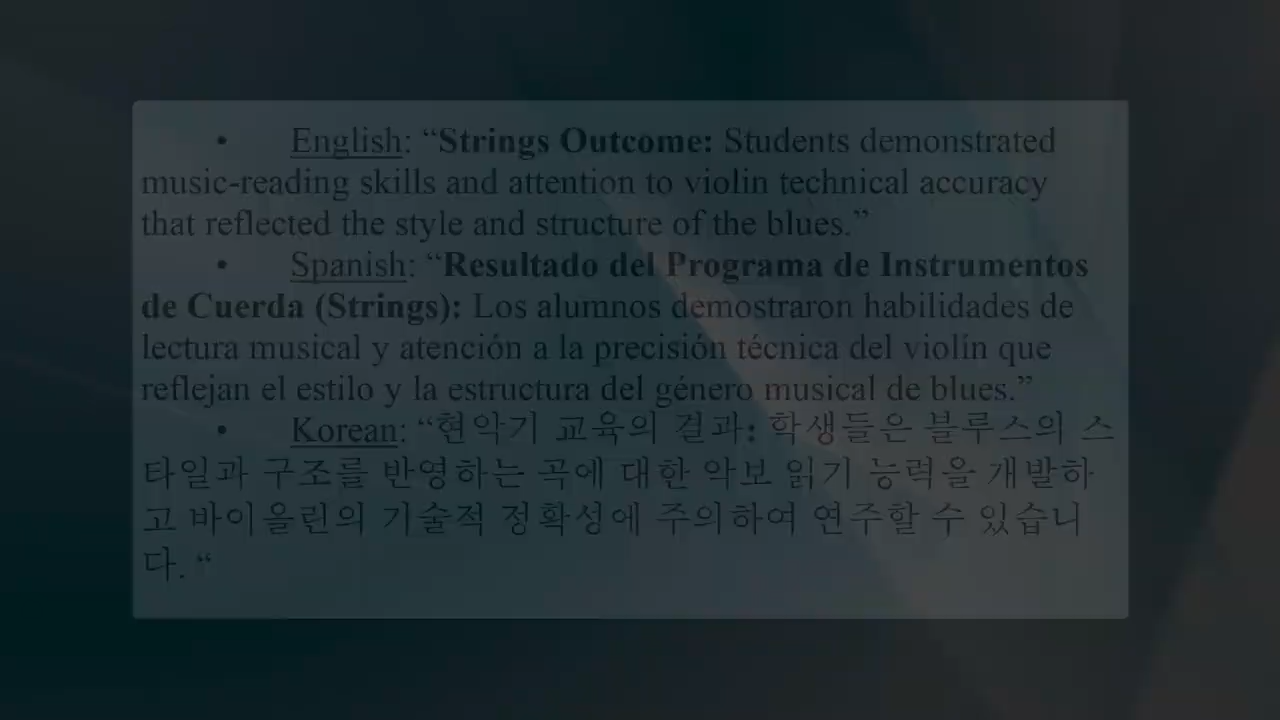 • English: “Strings Outcome: Students demonstrated
music-reading skills and attention to violin technical accuracy
that reflected the style and structure of the blues.”
• Spanish: “Resultado del Programa de Instrumentos
de Cuerda (Strings): Los alumnos demostraron habilidades de
lectura musical y atención a la precisión técnica del violín que
reflejan el estilo y la estructura del género musical de blues.”
• Korean: “현악기 교육의 결과: 학생들은 블루스의 스
타일과 구조를 반영하는 곡에 대한 악보 읽기 능력을 개발하
고 바이올린의 기술적 정확성에 주의하여 연주할 수 있습니
다. “